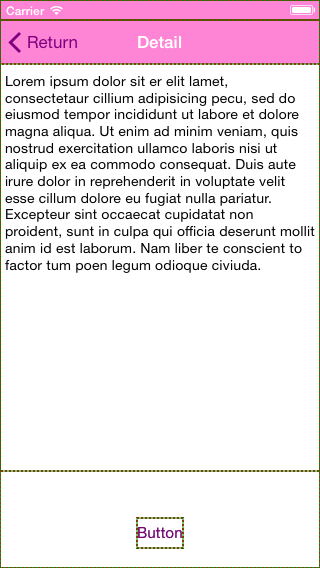 Carrier
Return
Detail
Lorem ipsum dolor sit er elit lamet,
consectetaur cillium adipisicing pecu, sed do
eiusmod tempor incididunt ut labore et dolore
magna aliqua. Ut enim ad minim veniam, quis
nostrud exercitation ullamco laboris nisi ut
aliquip ex ea commodo consequat. Duis aute
irure dolor in reprehenderit in voluptate velit
esse cillum dolore eu fugiat nulla pariatur.
Excepteur sint occaecat cupidatat non
proident, sunt in culpa qui officia deserunt mollit
anim id est laborum. Nam liber te conscient to
factor tum poen legum odioque civiuda.
Button